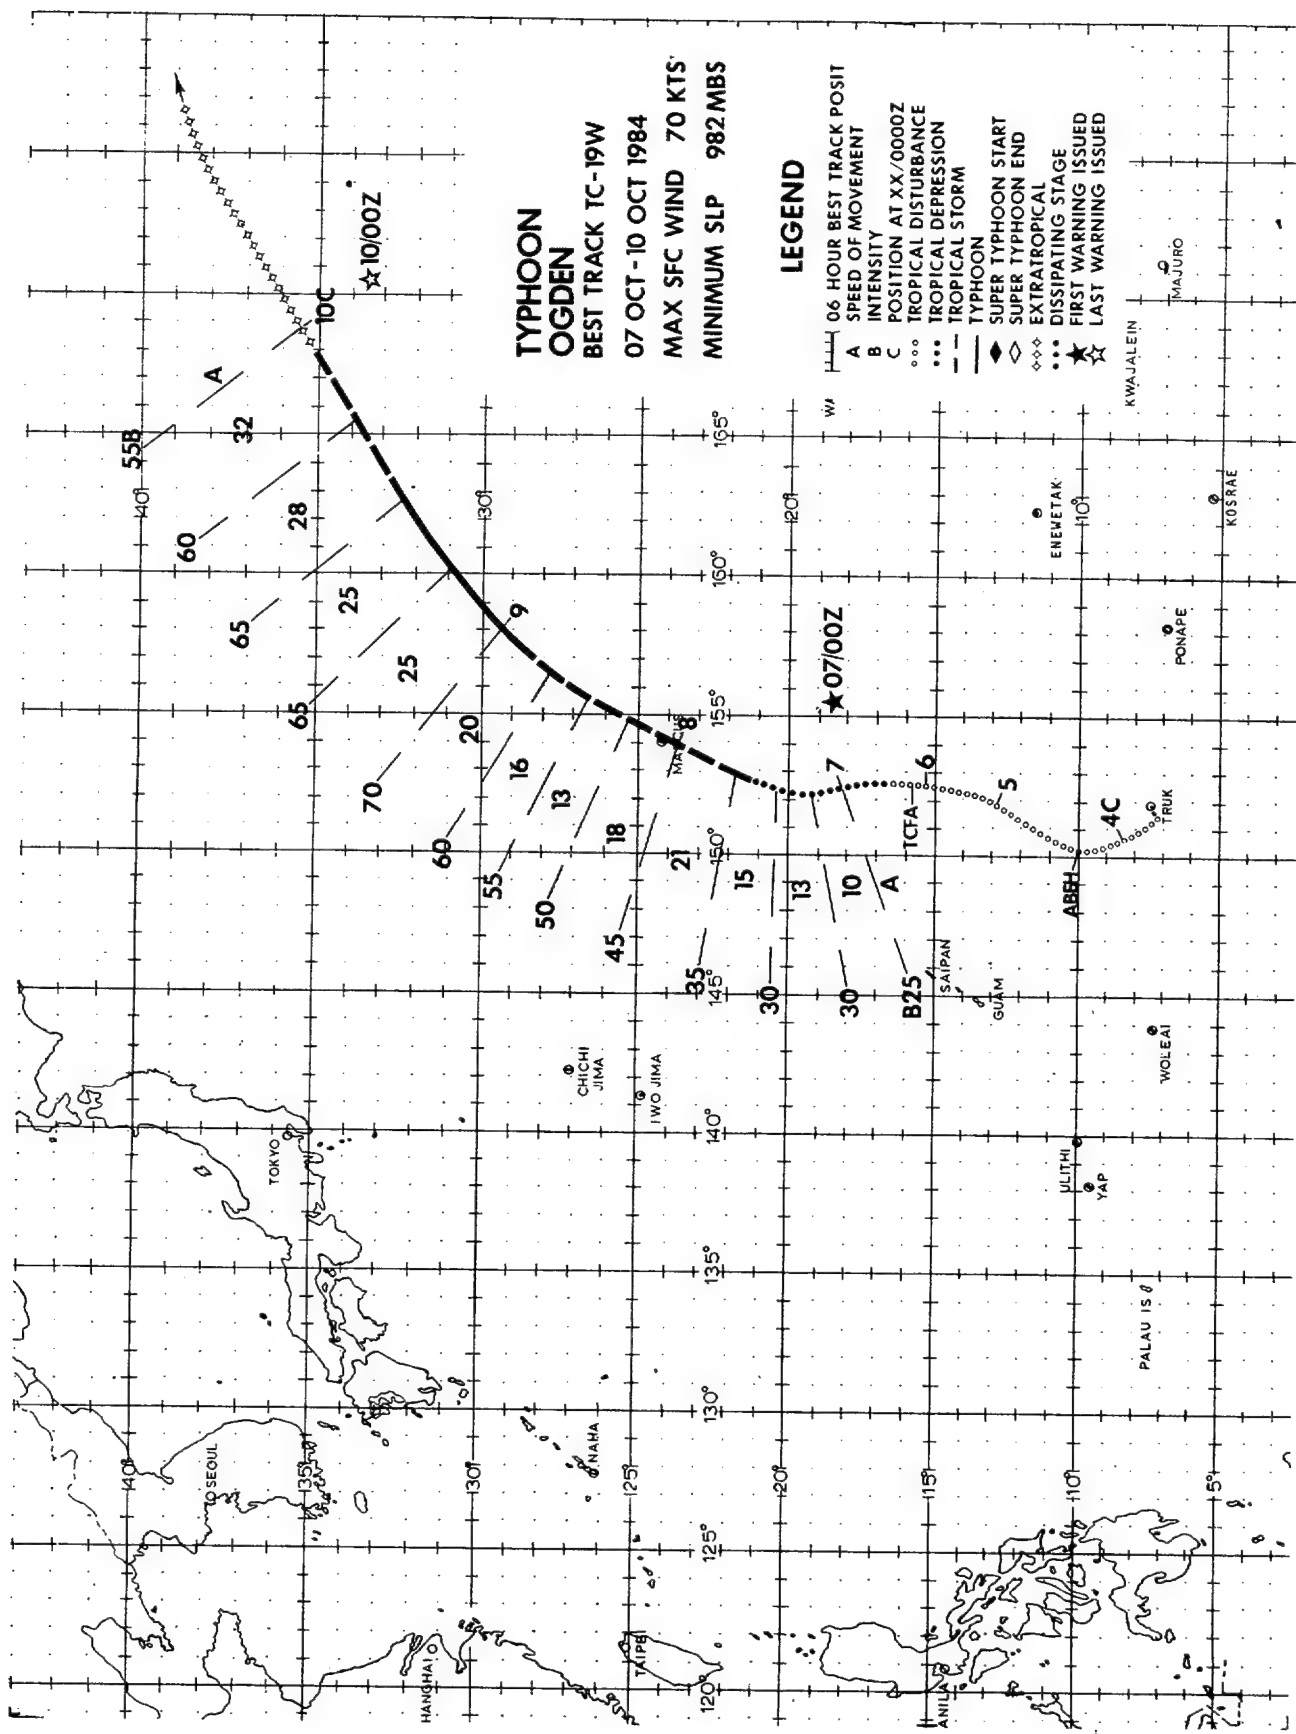 TYPHOON
OGDEN
BEST TRACK TC-19W
07 OCT-10 OCT 1984
MAX SFC WIND 70 KTS
MINIMUM SLP 982 MBS
LEGEND
06 HOUR BEST TRACK POSIT
A SPEED OF MOVEMENT
B INTENSITY
C POSITION AT XX/0000Z
TROPICAL DISTURBANCE
TROPICAL DEPRESSION
TROPICAL STORM
TYPHOON
SUPER TYPHOON START
SUPER TYPHOON END
EXTRATROPICAL
DISSIPATING STAGE
FIRST WARNING ISSUED
LAST WARNING ISSUED
10/00Z
07/00Z
10C
9
8
7
6
5
4C
TCFA
55B
60
65
65
70
60
55
50
45
35
30
30
B25
A
32
28
25
25
20
16
13
18
21
15
13
10
A
40°
35°
30°
25°
20°
15°
10°
5°
40°
30°
20°
10°
120°
125°
130°
135°
140°
145°
150°
155°
160°
165°
TOKYO
SEOUL
HANGHAI
TAIPEI
NAHA
ANILA
CHICHI
JIMA
IWO JIMA
SAIPAN
GUAM
ULITHI
YAP
PALAU IS
WOLEAI
TRUK
PONAPE
KOSRAE
ENEWETAK
KWAJALEIN
MAJURO